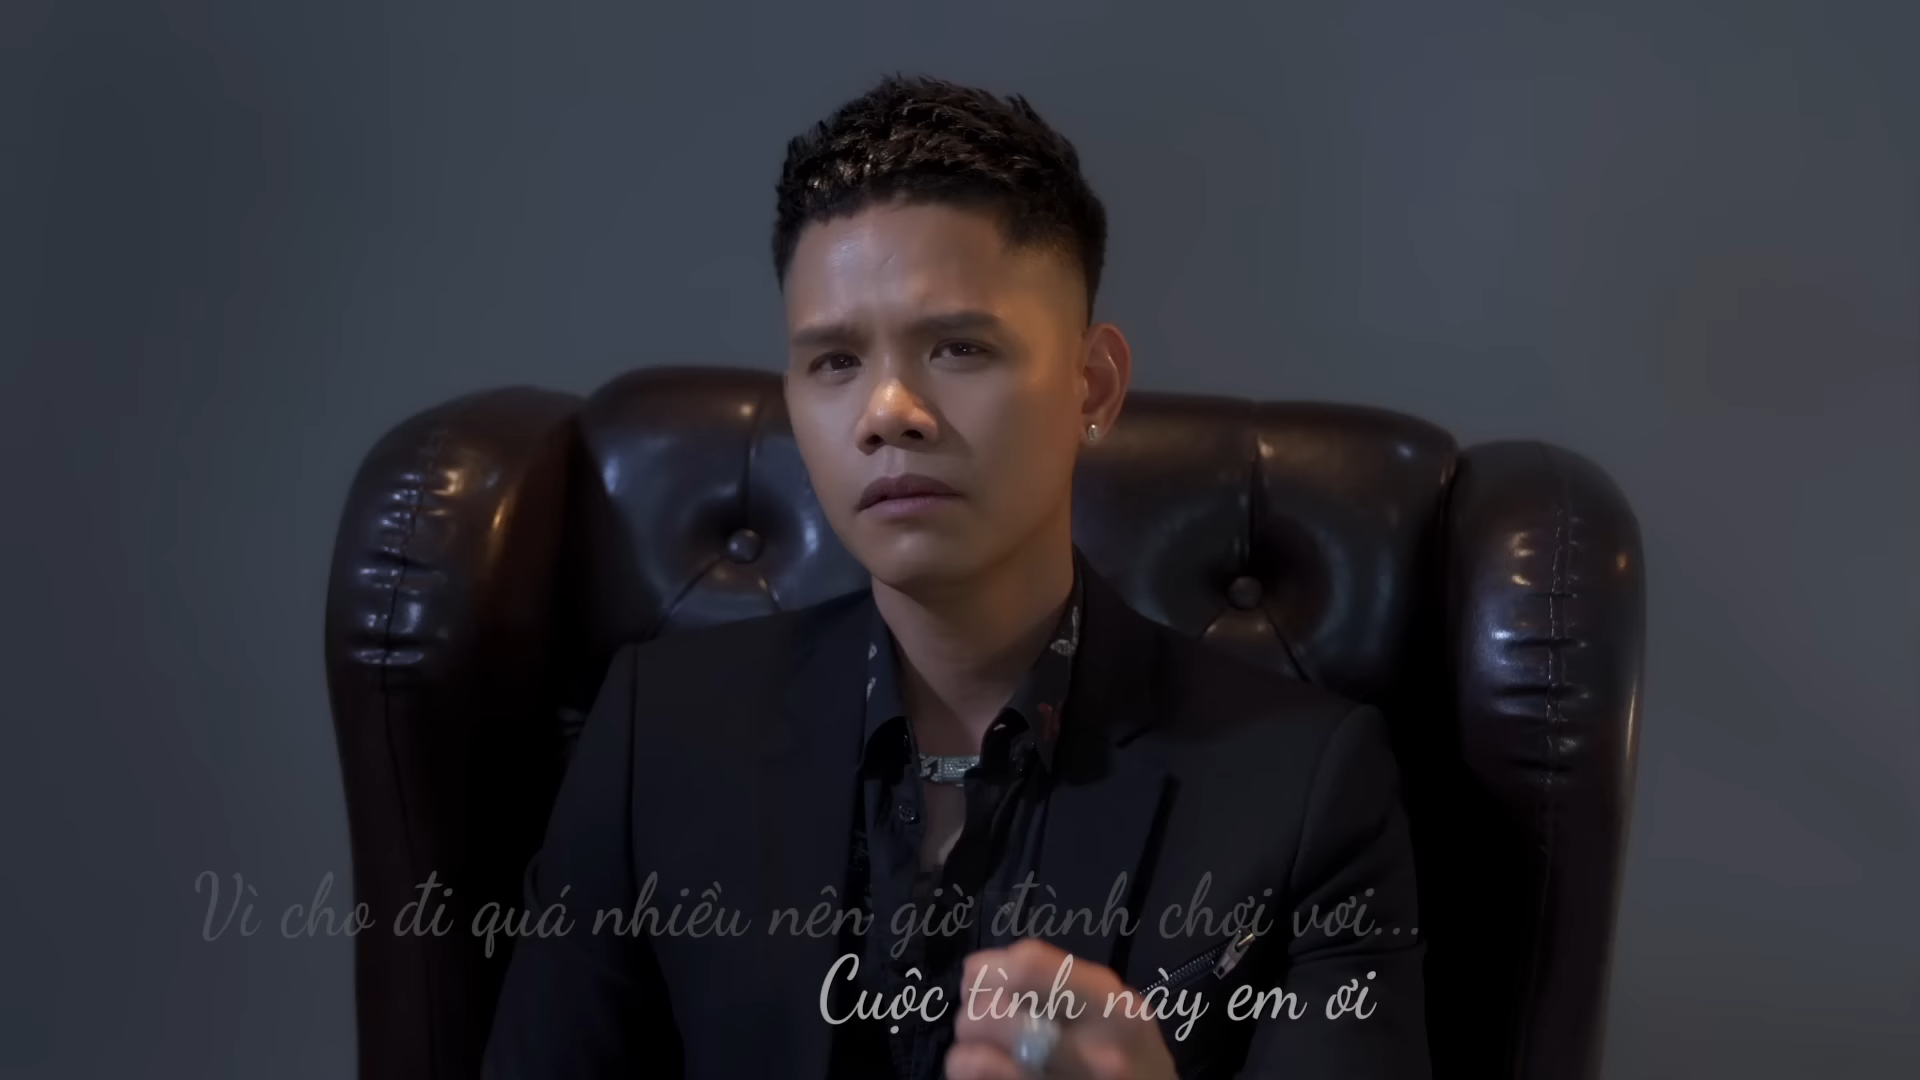 Vì cho đi quá nhiều nên giờ đành chơi vơi...
Cuộc tình này em ơi